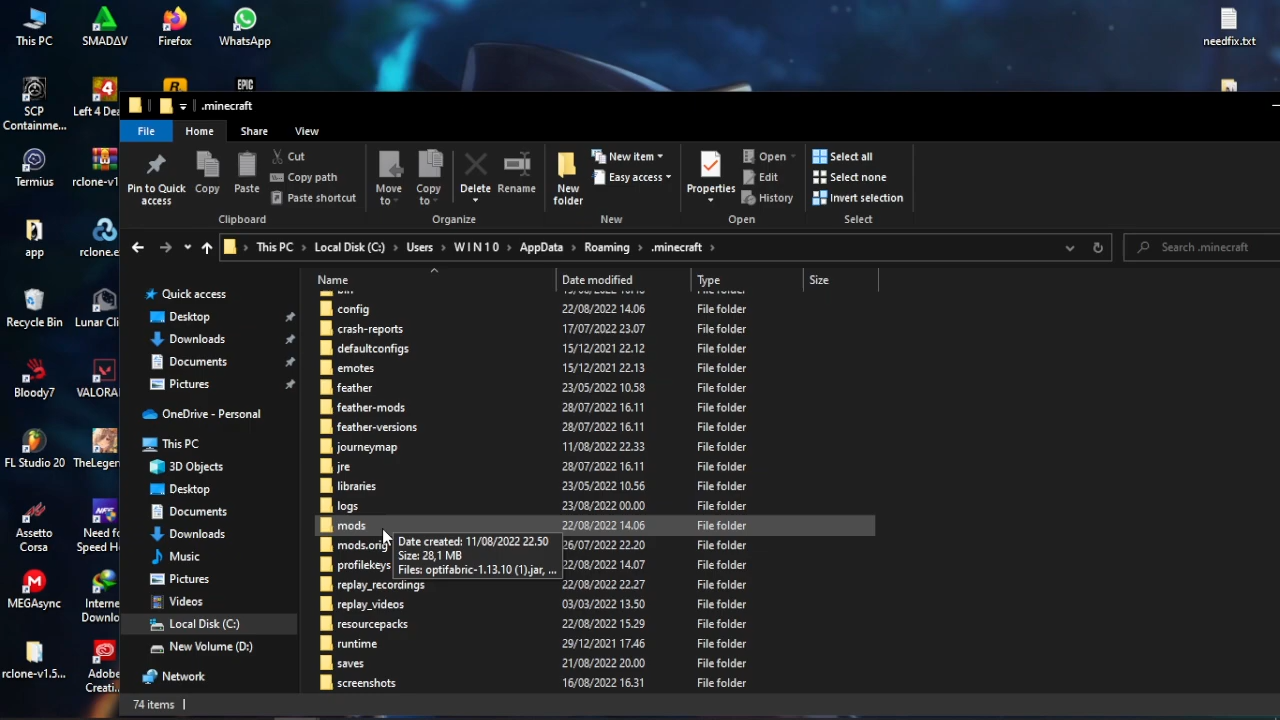 This PC
SMADΔV
Firefox
WhatsApp
needfix.txt
SCP
Containme...
Left 4 Dea
Termius
rclone-v1
app
rclone.e
Recycle Bin
Lunar Cli
Bloody7
VALORA
FL Studio 20
TheLegen
Assetto
Corsa
Need fo
Speed H
MEGAsync
Interne
Downlo
rclone-v1.5...
Adobe
Creati...
EPIC
.minecraft
File
Home
Share
View
Pin to Quick
access
Copy
Paste
Cut
Copy path
Paste shortcut
Clipboard
Move
to
Copy
to
Delete
Rename
Organize
New
folder
New item
Easy access
New
Properties
Open
Edit
History
Open
Select all
Select none
Invert selection
Select
This PC > Local Disk (C:) > Users > W I N 1 0 > AppData > Roaming > .minecraft >
Search .minecraft
Quick access
Desktop
Downloads
Documents
Pictures
OneDrive - Personal
This PC
3D Objects
Desktop
Documents
Downloads
Music
Pictures
Videos
Local Disk (C:)
New Volume (D:)
Network
Name Date modified Type Size
config 22/08/2022 14.06 File folder
crash-reports 17/07/2022 23.07 File folder
defaultconfigs 15/12/2021 22.12 File folder
emotes 15/12/2021 22.13 File folder
feather 23/05/2022 10.58 File folder
feather-mods 28/07/2022 16.11 File folder
feather-versions 28/07/2022 16.11 File folder
journeymap 11/08/2022 22.33 File folder
jre 28/07/2022 16.11 File folder
libraries 23/05/2022 10.56 File folder
logs 23/08/2022 00.00 File folder
mods 22/08/2022 14.06 File folder
mods.orig 26/07/2022 22.20 File folder
profilekeys 22/08/2022 14.07 File folder
replay_recordings 22/08/2022 22.27 File folder
replay_videos 03/03/2022 13.50 File folder
resourcepacks 22/08/2022 15.29 File folder
runtime 29/12/2021 17.46 File folder
saves 21/08/2022 20.00 File folder
screenshots 16/08/2022 16.31 File folder
Date created: 11/08/2022 22.50
Size: 28,1 MB
Files: optifabric-1.13.10 (1).jar, ...
74 items